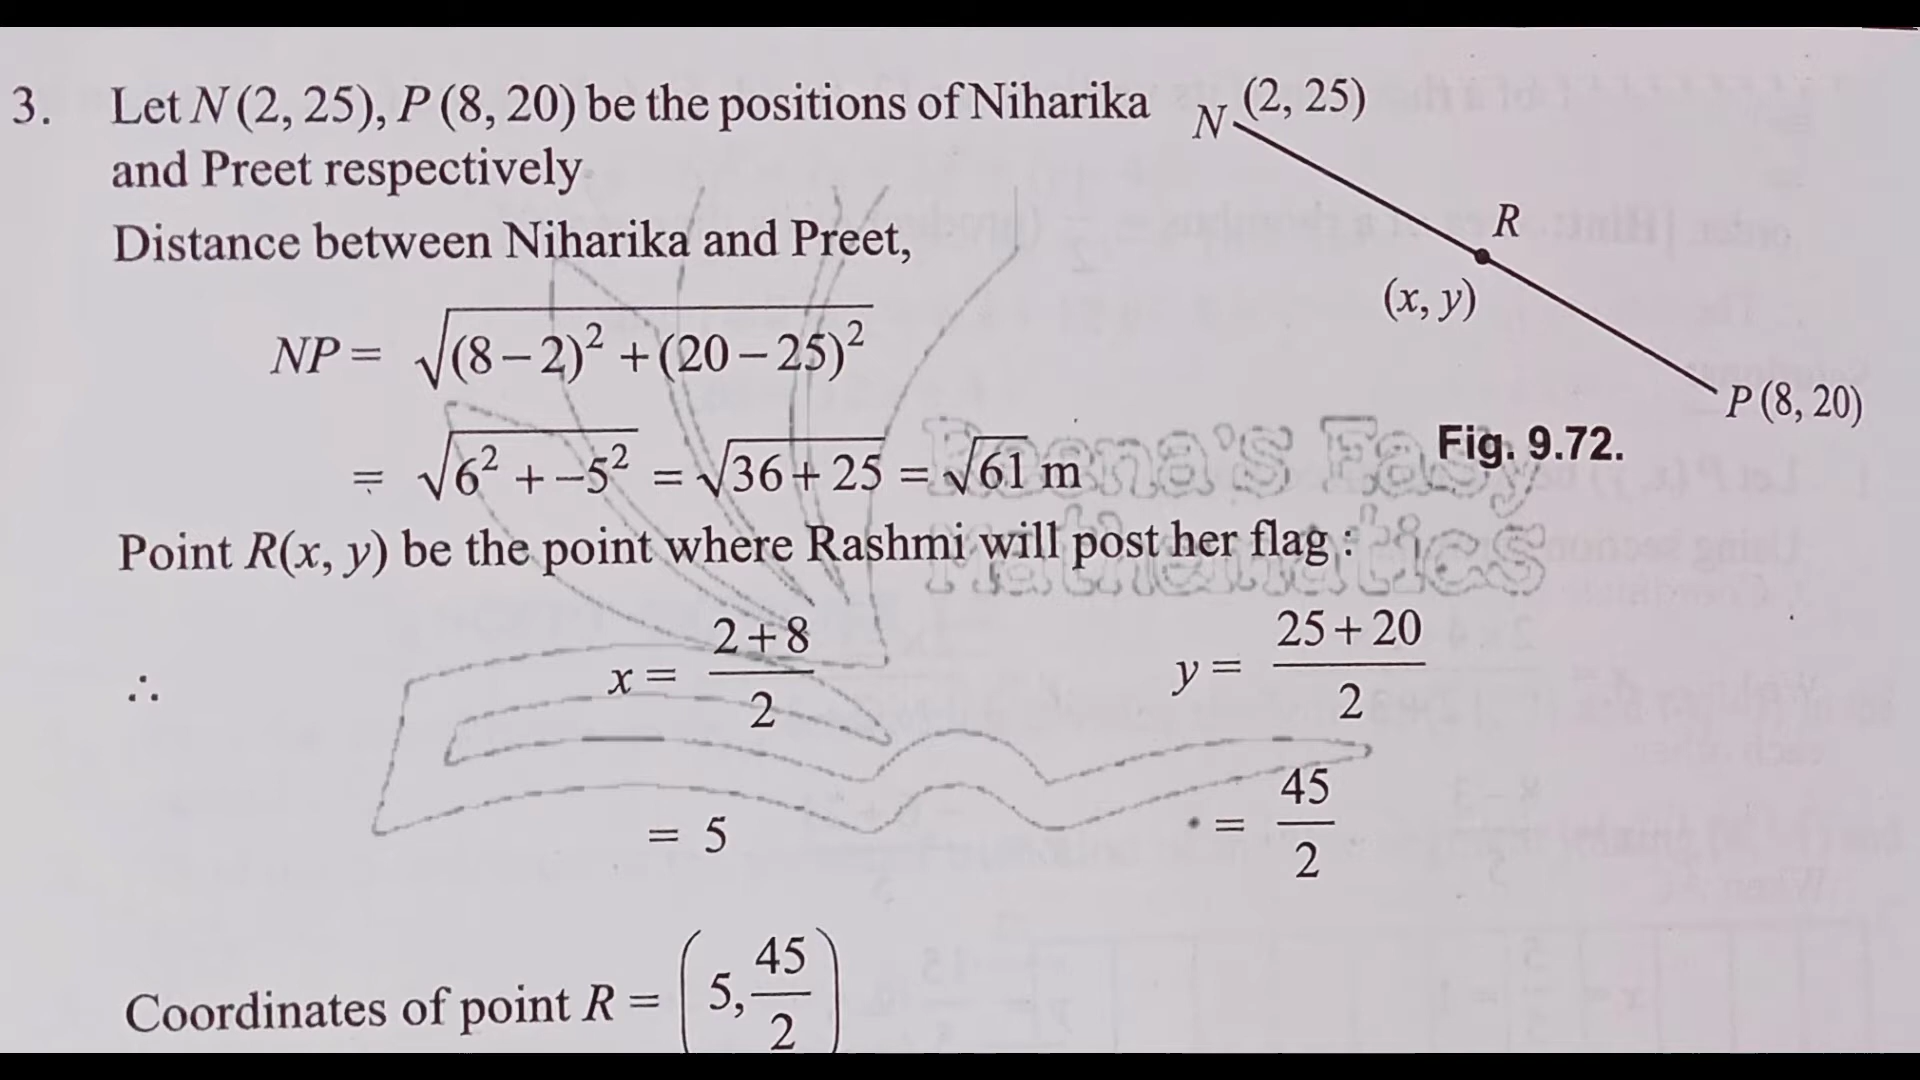 3. Let N (2, 25), P (8, 20) be the positions of Niharika
and Preet respectively.
Distance between Niharika and Preet,
NP = √((8 – 2)² + (20 – 25)²)
= √(6² + –5²) = √(36 + 25) = √61 m
Point R(x, y) be the point where Rashmi will post her flag :
∴ x = (2 + 8)/2 y = (25 + 20)/2
= 5 = 45/2
Coordinates of point R = (5, 45/2)
N (2, 25)
R
(x, y)
P (8, 20)
Fig. 9.72.
Mathematics